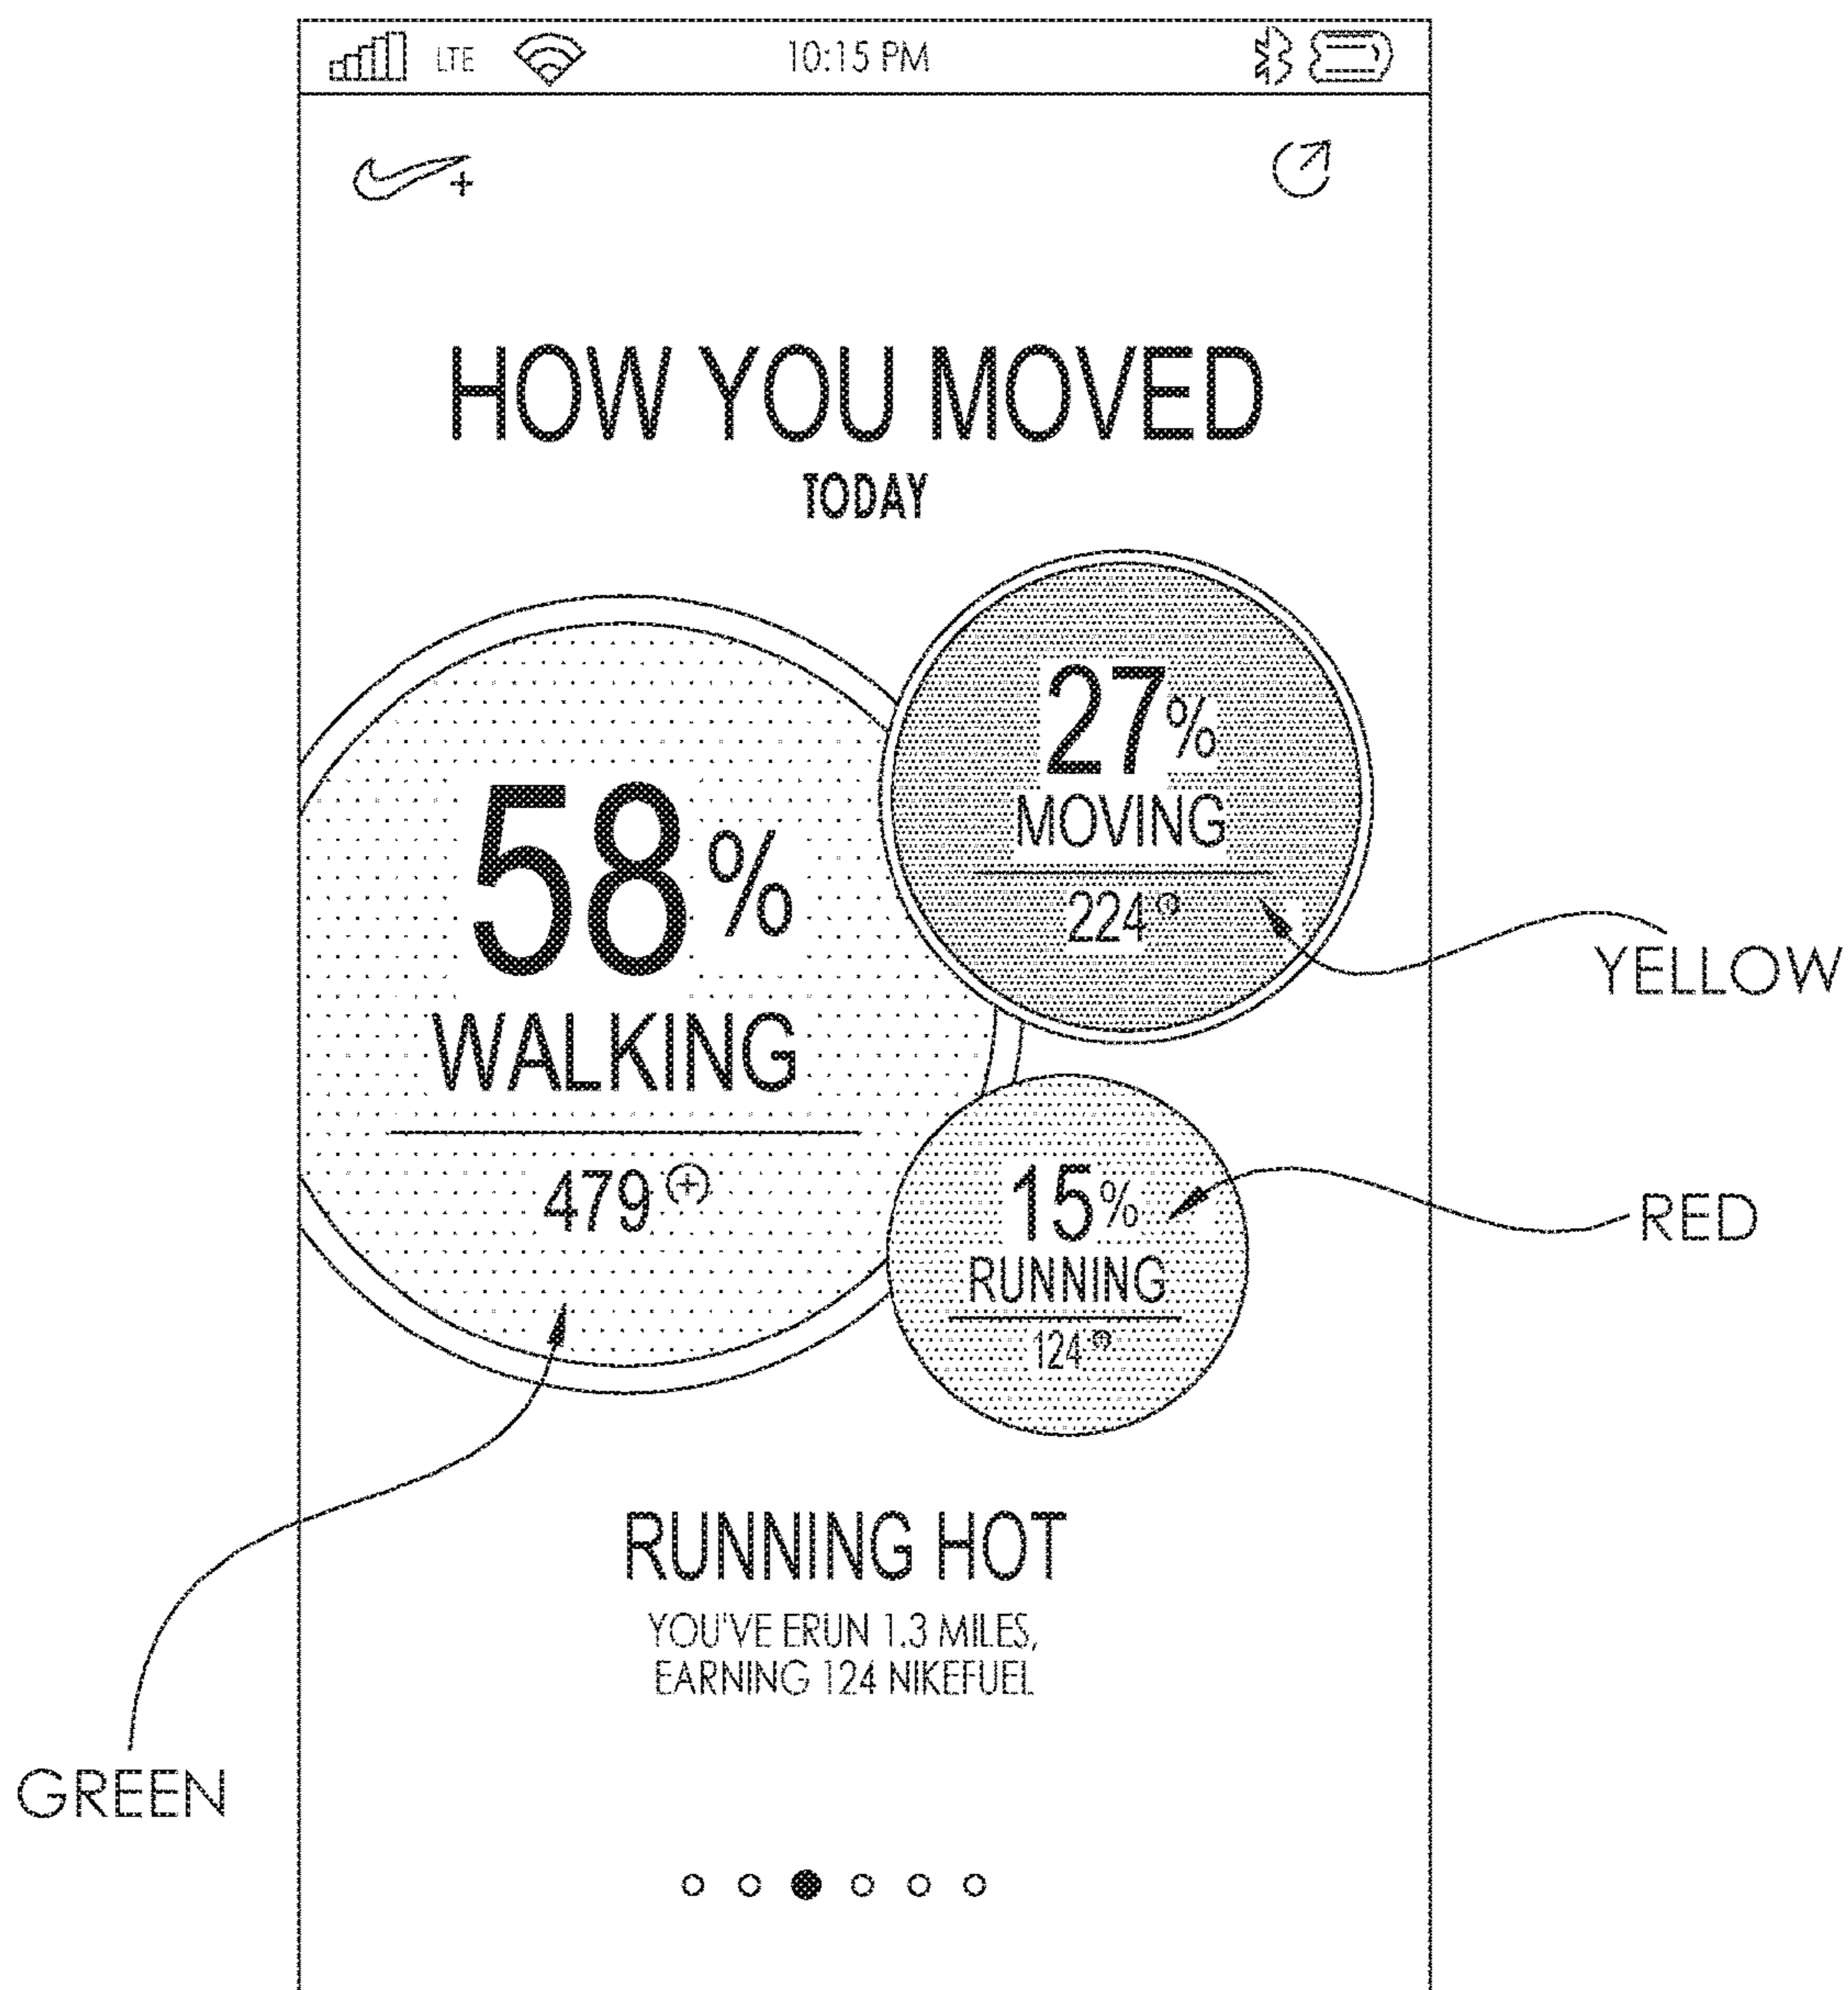 LTE 10:15 PM
HOW YOU MOVED
TODAY
27%
MOVING
224
58%
WALKING
479
YELLOW
15%
RUNNING
124
RED
RUNNING HOT
YOU'VE ERUN 1.3 MILES,
EARNING 124 NIKEFUEL
GREEN